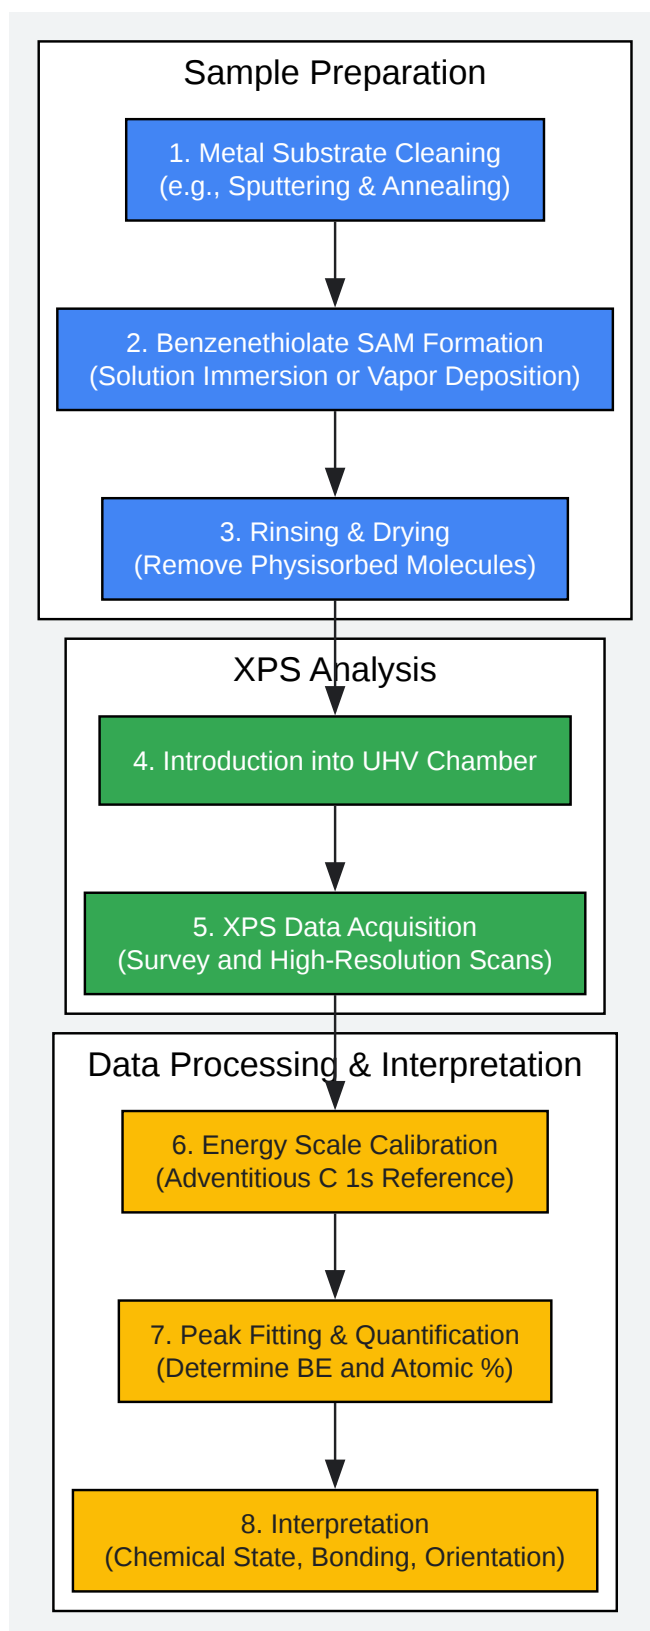 Sample Preparation
1. Metal Substrate Cleaning
(e.g., Sputtering & Annealing)
2. Benzenethiolate SAM Formation
(Solution Immersion or Vapor Deposition)
3. Rinsing & Drying
(Remove Physisorbed Molecules)
XPS Analysis
4. Introduction into UHV Chamber
5. XPS Data Acquisition
(Survey and High-Resolution Scans)
Data Processing & Interpretation
6. Energy Scale Calibration
(Adventitious C 1s Reference)
7. Peak Fitting & Quantification
(Determine BE and Atomic %)
8. Interpretation
(Chemical State, Bonding, Orientation)